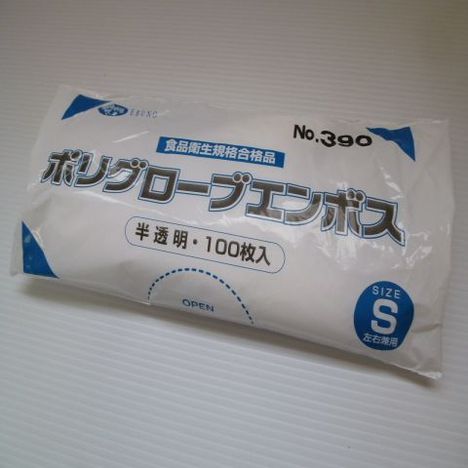 EBUNO
No.390
食品衛生規格合格品
ポリグローブエンボス
半透明・100枚入
OPEN
SIZE
S
左右兼用